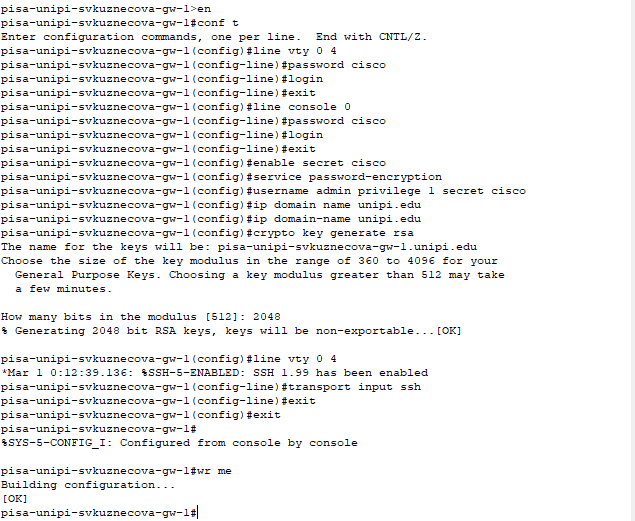 pisa-unipi-svkuznecova-gw-1>en
pisa-unipi-svkuznecova-gw-1#conf t
Enter configuration commands, one per line.  End with CNTL/Z.
pisa-unipi-svkuznecova-gw-1(config)#line vty 0 4
pisa-unipi-svkuznecova-gw-1(config-line)#password cisco
pisa-unipi-svkuznecova-gw-1(config-line)#login
pisa-unipi-svkuznecova-gw-1(config-line)#exit
pisa-unipi-svkuznecova-gw-1(config)#line console 0
pisa-unipi-svkuznecova-gw-1(config-line)#password cisco
pisa-unipi-svkuznecova-gw-1(config-line)#login
pisa-unipi-svkuznecova-gw-1(config-line)#exit
pisa-unipi-svkuznecova-gw-1(config)#enable secret cisco
pisa-unipi-svkuznecova-gw-1(config)#service password-encryption
pisa-unipi-svkuznecova-gw-1(config)#username admin privilege 1 secret cisco
pisa-unipi-svkuznecova-gw-1(config)#ip domain name unipi.edu
pisa-unipi-svkuznecova-gw-1(config)#ip domain-name unipi.edu
pisa-unipi-svkuznecova-gw-1(config)#crypto key generate rsa
The name for the keys will be: pisa-unipi-svkuznecova-gw-1.unipi.edu
Choose the size of the key modulus in the range of 360 to 4096 for your
  General Purpose Keys. Choosing a key modulus greater than 512 may take
  a few minutes.

How many bits in the modulus [512]: 2048
% Generating 2048 bit RSA keys, keys will be non-exportable...[OK]

pisa-unipi-svkuznecova-gw-1(config)#line vty 0 4
*Mar 1 0:12:39.136: %SSH-5-ENABLED: SSH 1.99 has been enabled
pisa-unipi-svkuznecova-gw-1(config-line)#transport input ssh
pisa-unipi-svkuznecova-gw-1(config-line)#exit
pisa-unipi-svkuznecova-gw-1(config)#exit
pisa-unipi-svkuznecova-gw-1#
%SYS-5-CONFIG_I: Configured from console by console

pisa-unipi-svkuznecova-gw-1#wr me
Building configuration...
[OK]
pisa-unipi-svkuznecova-gw-1#